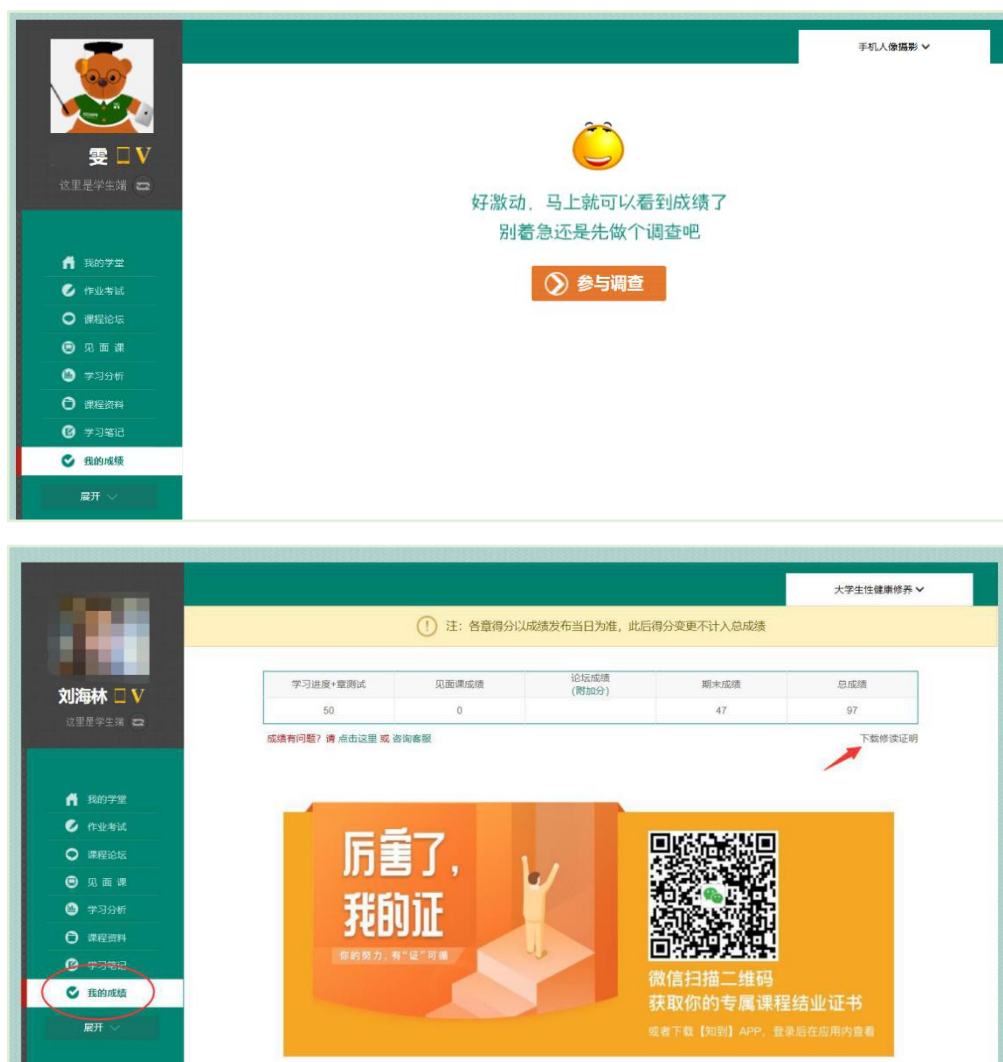 手机人像摄影
雯 V
这里是学生端
好激动，马上就可以看到成绩了
别着急还是先做个调查吧
参与调查
我的学堂
作业考试
课程论坛
见面课
学习分析
课程资料
学习笔记
我的成绩
展开
大学生性健康修养
注：各章得分以成绩发布当日为准，此后得分变更不计入总成绩
刘海林 V
这里是学生端
学习进度+章测试 见面课成绩 论坛成绩（附加分） 期末成绩 总成绩
50 0 47 97
成绩有问题？请 点击这里 或 咨询客服
下载修读证明
我的学堂
作业考试
课程论坛
见面课
学习分析
课程资料
学习笔记
我的成绩
展开
厉害了，
我的证
你的努力，有“证”可循
微信扫描二维码
获取你的专属课程结业证书
或者下载【知到】APP，登录后在应用内查看